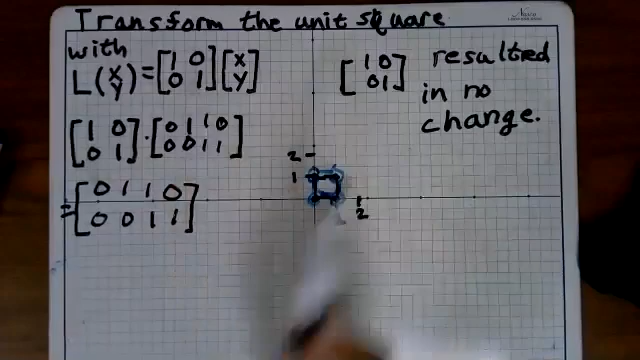 Transform the unit square
with
L(x y) = [1 0 0 1] [x y]
[1 0 0 1] · [0 1 1 0 0 0 1 1]
= [0 1 1 0 0 0 1 1]
2
1
2
[1 0 0 1] resulted
in no
change.